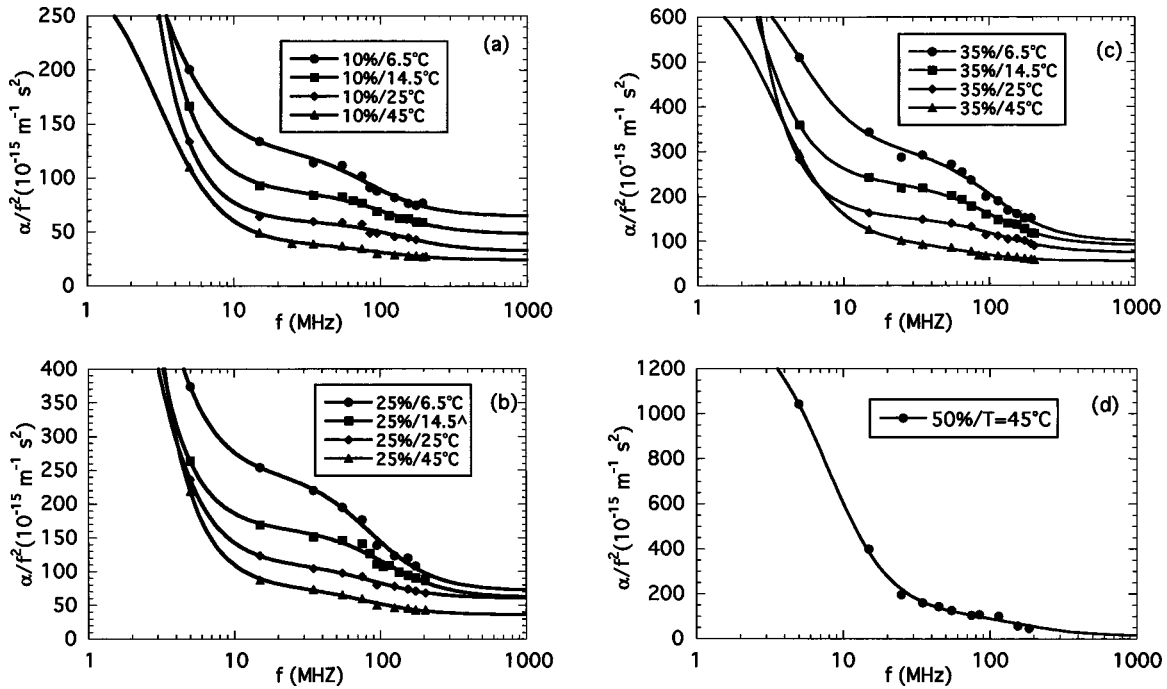 (a)
10%/6.5°C
10%/14.5°C
10%/25°C
10%/45°C
250
200
150
100
50
0
α/f²(10⁻¹⁵ m⁻¹ s²)
1
10
100
1000
f (MHz)
(c)
35%/6.5°C
35%/14.5°C
35%/25°C
35%/45°C
600
500
400
300
200
100
0
α/f²(10⁻¹⁵ m⁻¹ s²)
1
10
100
1000
f (MHZ)
(b)
25%/6.5°C
25%/14.5^
25%/25°C
25%/45°C
400
350
300
250
200
150
100
50
0
α/f²(10⁻¹⁵ m⁻¹ s²)
1
10
100
1000
f (MHZ)
(d)
50%/T=45°C
1200
1000
800
600
400
200
0
α/f²(10⁻¹⁵ m⁻¹ s²)
1
10
100
1000
f (MHZ)